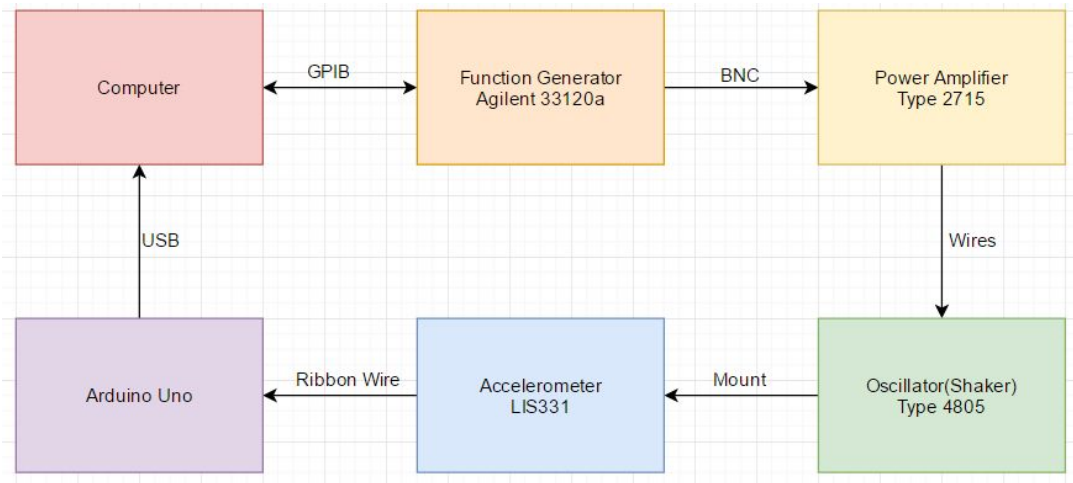 Computer
GPIB
Function Generator
Agilent 33120a
BNC
Power Amplifier
Type 2715
USB
Wires
Arduino Uno
Ribbon Wire
Accelerometer
LIS331
Mount
Oscillator(Shaker)
Type 4805